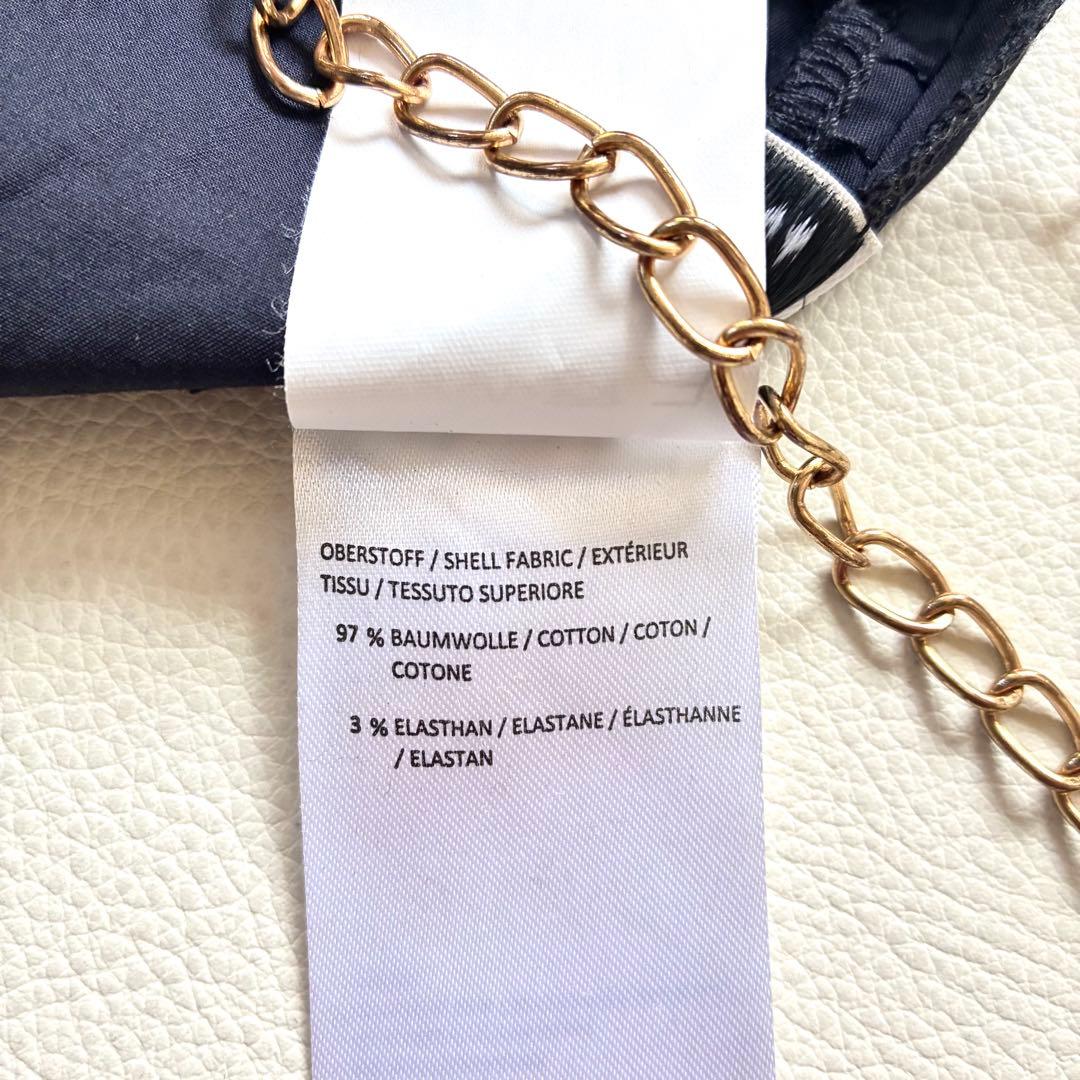 OBERSTOFF / SHELL FABRIC / EXTÉRIEUR
TISSU / TESSUTO SUPERIORE
97 % BAUMWOLLE / COTTON / COTON /
COTONE
3 % ELASTHAN / ELASTANE / ÉLASTHANNE
/ ELASTAN